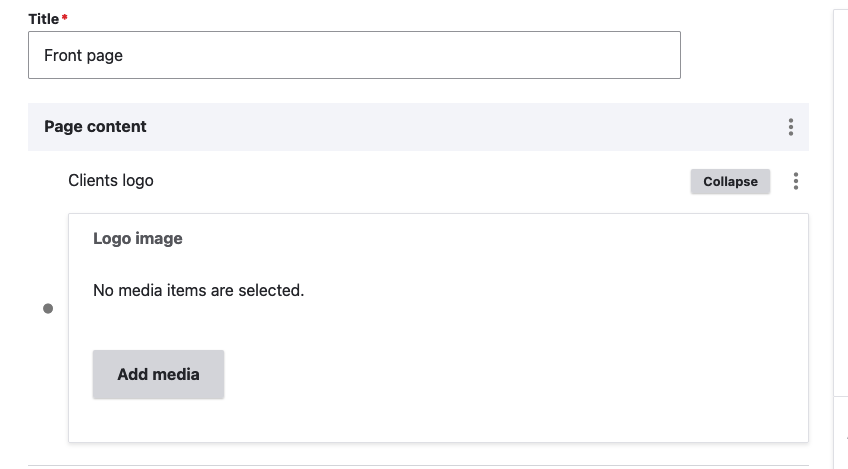 Title*
Front page
Page content
Clients logo
Collapse
Logo image
No media items are selected.
Add media